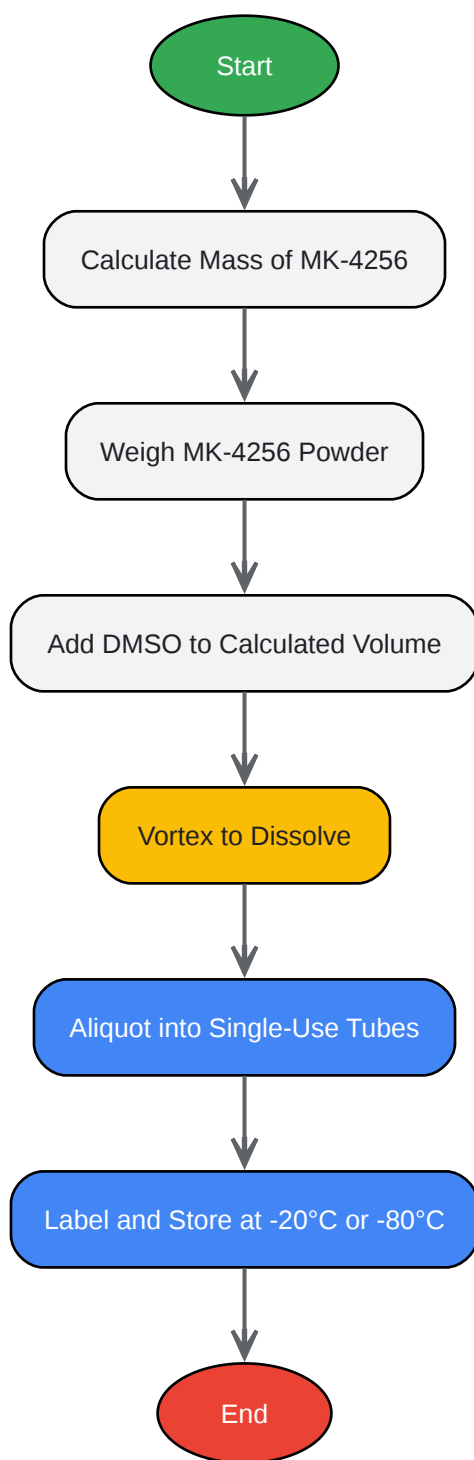 Start
Calculate Mass of MK-4256
Weigh MK-4256 Powder
Add DMSO to Calculated Volume
Vortex to Dissolve
Aliquot into Single-Use Tubes
Label and Store at -20°C or -80°C
End